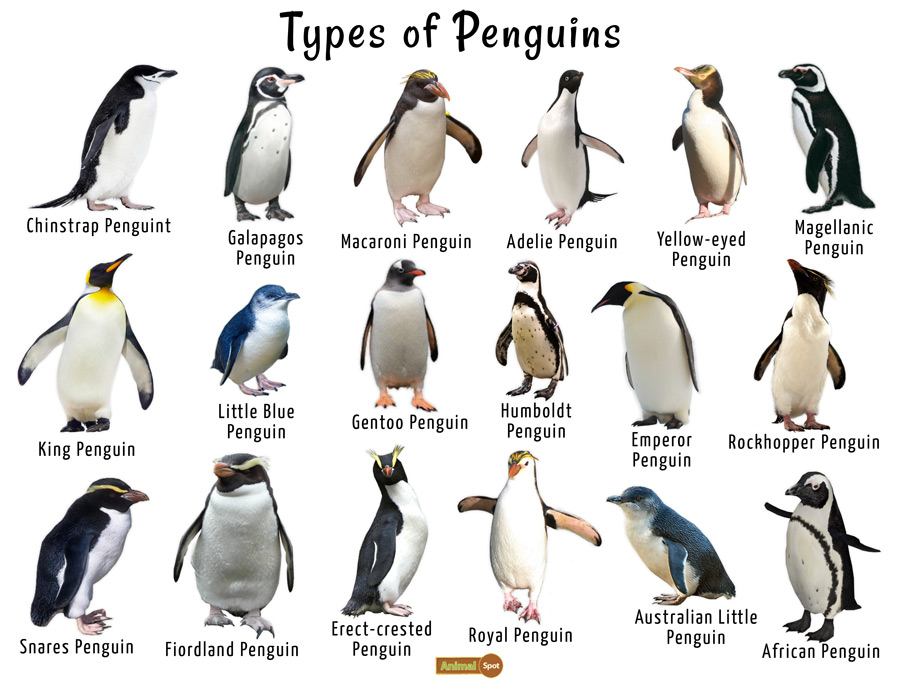 Types of Penguins
Chinstrap Penguint
Galapagos
Penguin
Macaroni Penguin
Adelie Penguin
Yellow-eyed
Penguin
Magellanic
Penguin
King Penguin
Little Blue
Penguin
Gentoo Penguin
Humboldt
Penguin
Emperor
Penguin
Rockhopper Penguin
Snares Penguin
Fiordland Penguin
Erect-crested
Penguin
Royal Penguin
Australian Little
Penguin
African Penguin
Animal Spot